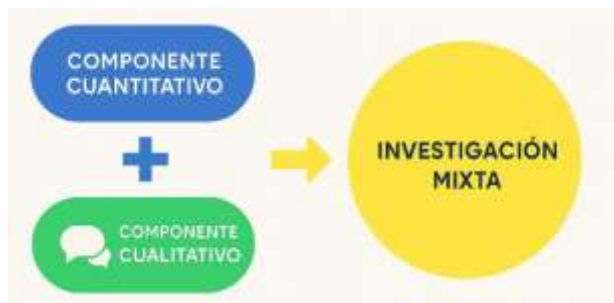 COMPONENTE
CUANTITATIVO
+
COMPONENTE
CUALITATIVO
INVESTIGACIÓN
MIXTA